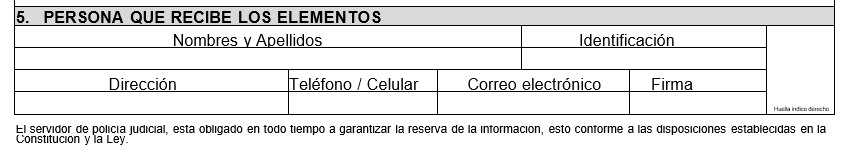 5. PERSONA QUE RECIBE LOS ELEMENTOS
Nombres y Apellidos Identificación
Dirección Teléfono / Celular Correo electrónico Firma
Huella índice derecho
El servidor de policía judicial, está obligado en todo tiempo a garantizar la reserva de la información, esto conforme a las disposiciones establecidas en la
Constitución y la Ley.